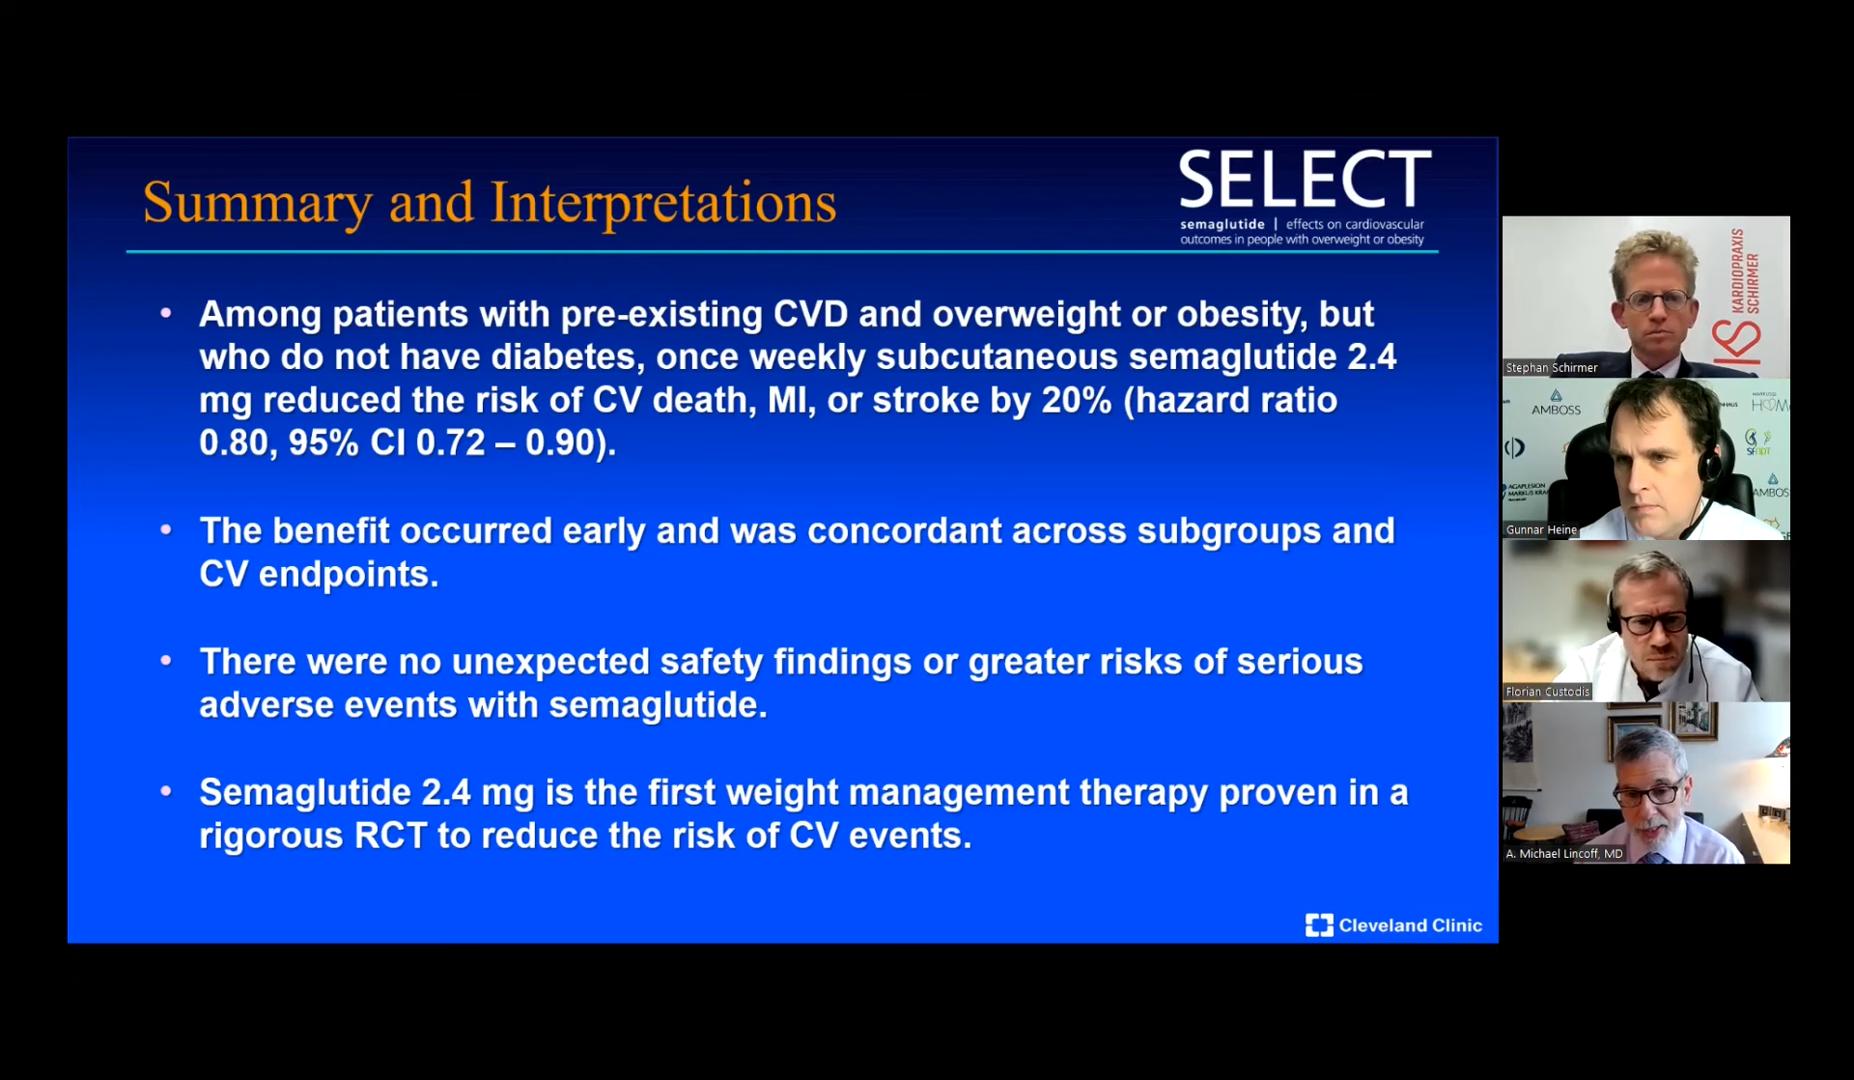 Summary and Interpretations
SELECT
semaglutide | effects on cardiovascular
outcomes in people with overweight or obesity
• Among patients with pre-existing CVD and overweight or obesity, but
who do not have diabetes, once weekly subcutaneous semaglutide 2.4
mg reduced the risk of CV death, MI, or stroke by 20% (hazard ratio
0.80, 95% CI 0.72 – 0.90).
• The benefit occurred early and was concordant across subgroups and
CV endpoints.
• There were no unexpected safety findings or greater risks of serious
adverse events with semaglutide.
• Semaglutide 2.4 mg is the first weight management therapy proven in a
rigorous RCT to reduce the risk of CV events.
Cleveland Clinic
KARDIOPRAXIS
SCHIRMER
Stephan Schirmer
AMBOSS
AGAPLESION
AMBOSS
Gunnar Heine
Florian Custodis
A. Michael Lincoff, MD